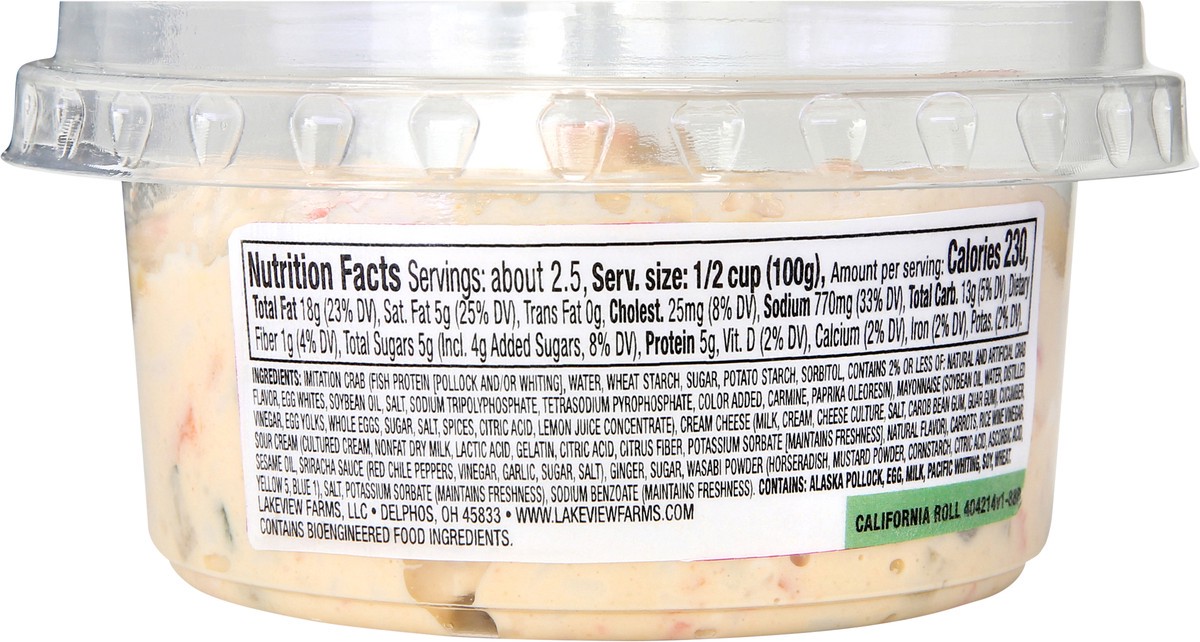 Nutrition Facts Servings: about 2.5, Serv. size: 1/2 cup (100g), Amount per serving: Calories 230,
Total Fat 18g (23% DV), Sat. Fat 5g (25% DV), Trans Fat 0g, Cholest. 25mg (8% DV), Sodium 770mg (33% DV), Total Carb. 13g (5% DV), Dietary
Fiber 1g (4% DV), Total Sugars 5g (Incl. 4g Added Sugars, 8% DV), Protein 5g, Vit. D (2% DV), Calcium (2% DV), Iron (2% DV), Potas. (2% DV).
INGREDIENTS: IMITATION CRAB (FISH PROTEIN [POLLOCK AND/OR WHITING], WATER, WHEAT STARCH, SUGAR, POTATO STARCH, SORBITOL, CONTAINS 2% OR LESS OF: NATURAL AND ARTIFICIAL CRAB
FLAVOR, EGG WHITES, SOYBEAN OIL, SALT, SODIUM TRIPOLYPHOSPHATE, TETRASODIUM PYROPHOSPHATE, COLOR ADDED, CARMINE, PAPRIKA OLEORESIN), MAYONNAISE (SOYBEAN OIL, WATER, DISTILLED
VINEGAR, EGG YOLKS, WHOLE EGGS, SUGAR, SALT, SPICES, CITRIC ACID, LEMON JUICE CONCENTRATE), CREAM CHEESE (MILK, CREAM, CHEESE CULTURE, SALT, CAROB BEAN GUM, GUAR GUM), CUCUMBER,
SOUR CREAM (CULTURED CREAM, NONFAT DRY MILK, LACTIC ACID, GELATIN, CITRIC ACID, CITRUS FIBER, POTASSIUM SORBATE [MAINTAINS FRESHNESS], NATURAL FLAVOR), CARROTS, RICE WINE VINEGAR,
SESAME OIL, SRIRACHA SAUCE (RED CHILE PEPPERS, VINEGAR, GARLIC, SUGAR, SALT), GINGER, SUGAR, WASABI POWDER (HORSERADISH, MUSTARD POWDER, CORNSTARCH, CITRIC ACID, ASCORBIC ACID,
YELLOW 5, BLUE 1), SALT, POTASSIUM SORBATE (MAINTAINS FRESHNESS), SODIUM BENZOATE (MAINTAINS FRESHNESS). CONTAINS: ALASKA POLLOCK, EGG, MILK, PACIFIC WHITING, SOY, WHEAT.
LAKEVIEW FARMS, LLC • DELPHOS, OH 45833 • WWW.LAKEVIEWFARMS.COM
CONTAINS BIOENGINEERED FOOD INGREDIENTS.
CALIFORNIA ROLL 404214v1